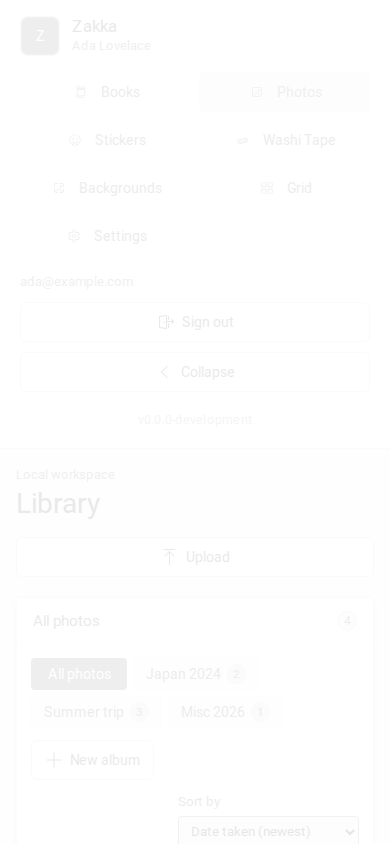 Z
Zakka
Ada Lovelace
Books
Photos
Stickers
Washi Tape
Backgrounds
Grid
Settings
ada@example.com
Sign out
Collapse
v0.0.0-development
Local workspace
Library
Upload
All photos
4
All photos
Japan 2024 2
Summer trip 3
Misc 2026 1
New album
Sort by
Date taken (newest)